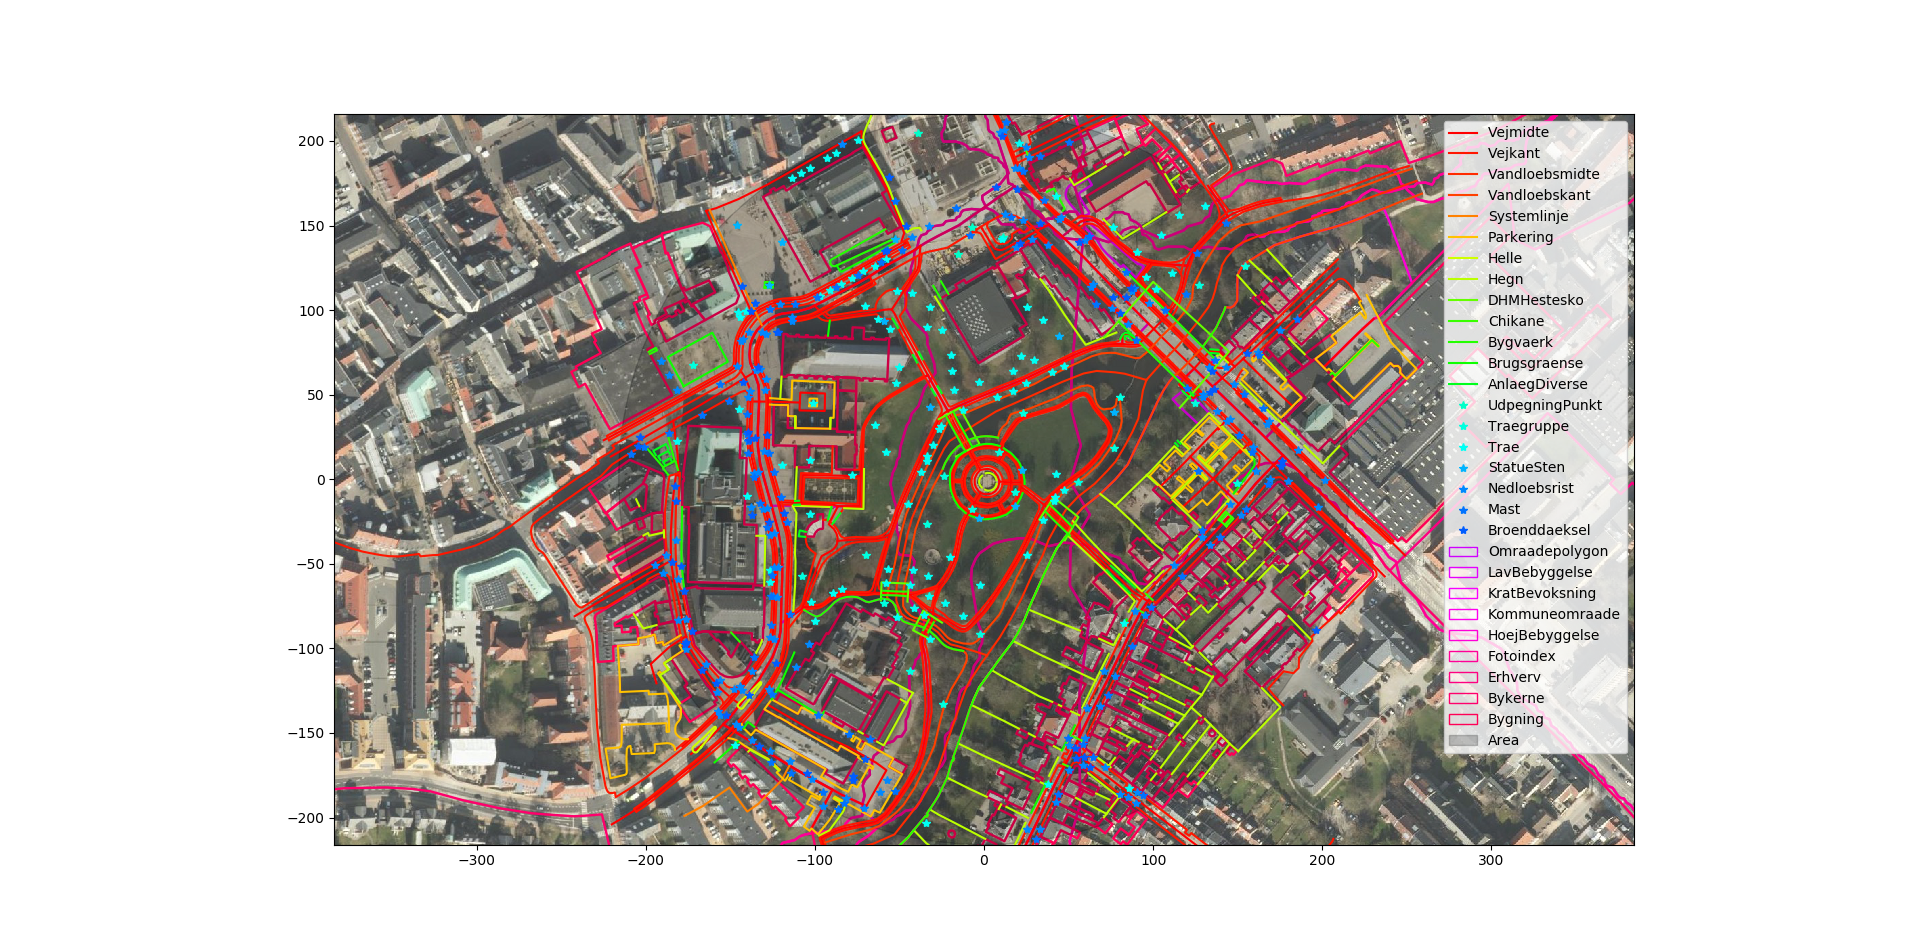 200
150
100
50
0
−50
−100
−150
−200
−300
−200
−100
0
100
200
300
Vejmidte
Vejkant
Vandloebsmidte
Vandloebskant
Systemlinje
Parkering
Helle
Hegn
DHMHestesko
Chikane
Bygvaerk
Brugsgraense
AnlaegDiverse
UdpegningPunkt
Traegruppe
Trae
StatueSten
Nedloebsrist
Mast
Broenddaeksel
Omraadepolygon
LavBebyggelse
KratBevoksning
Kommuneomraade
HoejBebyggelse
Fotoindex
Erhverv
Bykerne
Bygning
Area